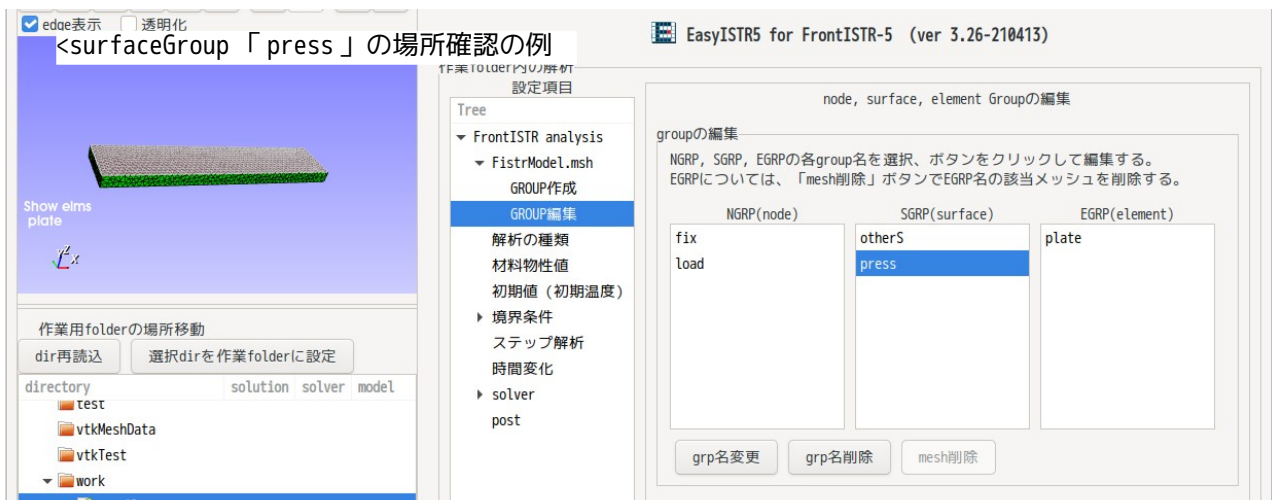 edge表示 透明化
<surfaceGroup「press」の場所確認の例
EasyISTR5 for FrontISTR-5 (ver 3.26-210413)
作業folder内の解析
設定項目
Tree
FrontISTR analysis
FistrModel.msh
GROUP作成
GROUP編集
解析の種類
材料物性値
初期値(初期温度)
境界条件
ステップ解析
時間変化
solver
post
node, surface, element Groupの編集
groupの編集
NGRP, SGRP, EGRPの各group名を選択、ボタンをクリックして編集する。
EGRPについては、「mesh削除」ボタンでEGRP名の該当メッシュを削除する。
NGRP(node) SGRP(surface) EGRP(element)
fix otherS plate
load press
grp名変更 grp名削除 mesh削除
Show elms
plate
Z
X
作業用folderの場所移動
dir再読込 選択dirを作業folderに設定
directory solution solver model
test
vtkMeshData
vtkTest
work